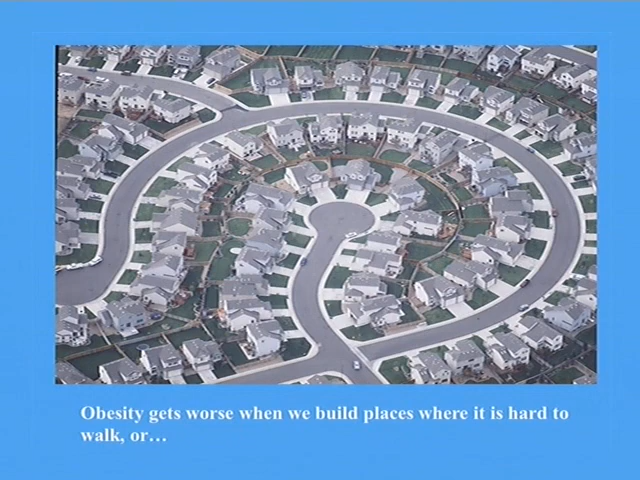 Obesity gets worse when we build places where it is hard to
walk, or…